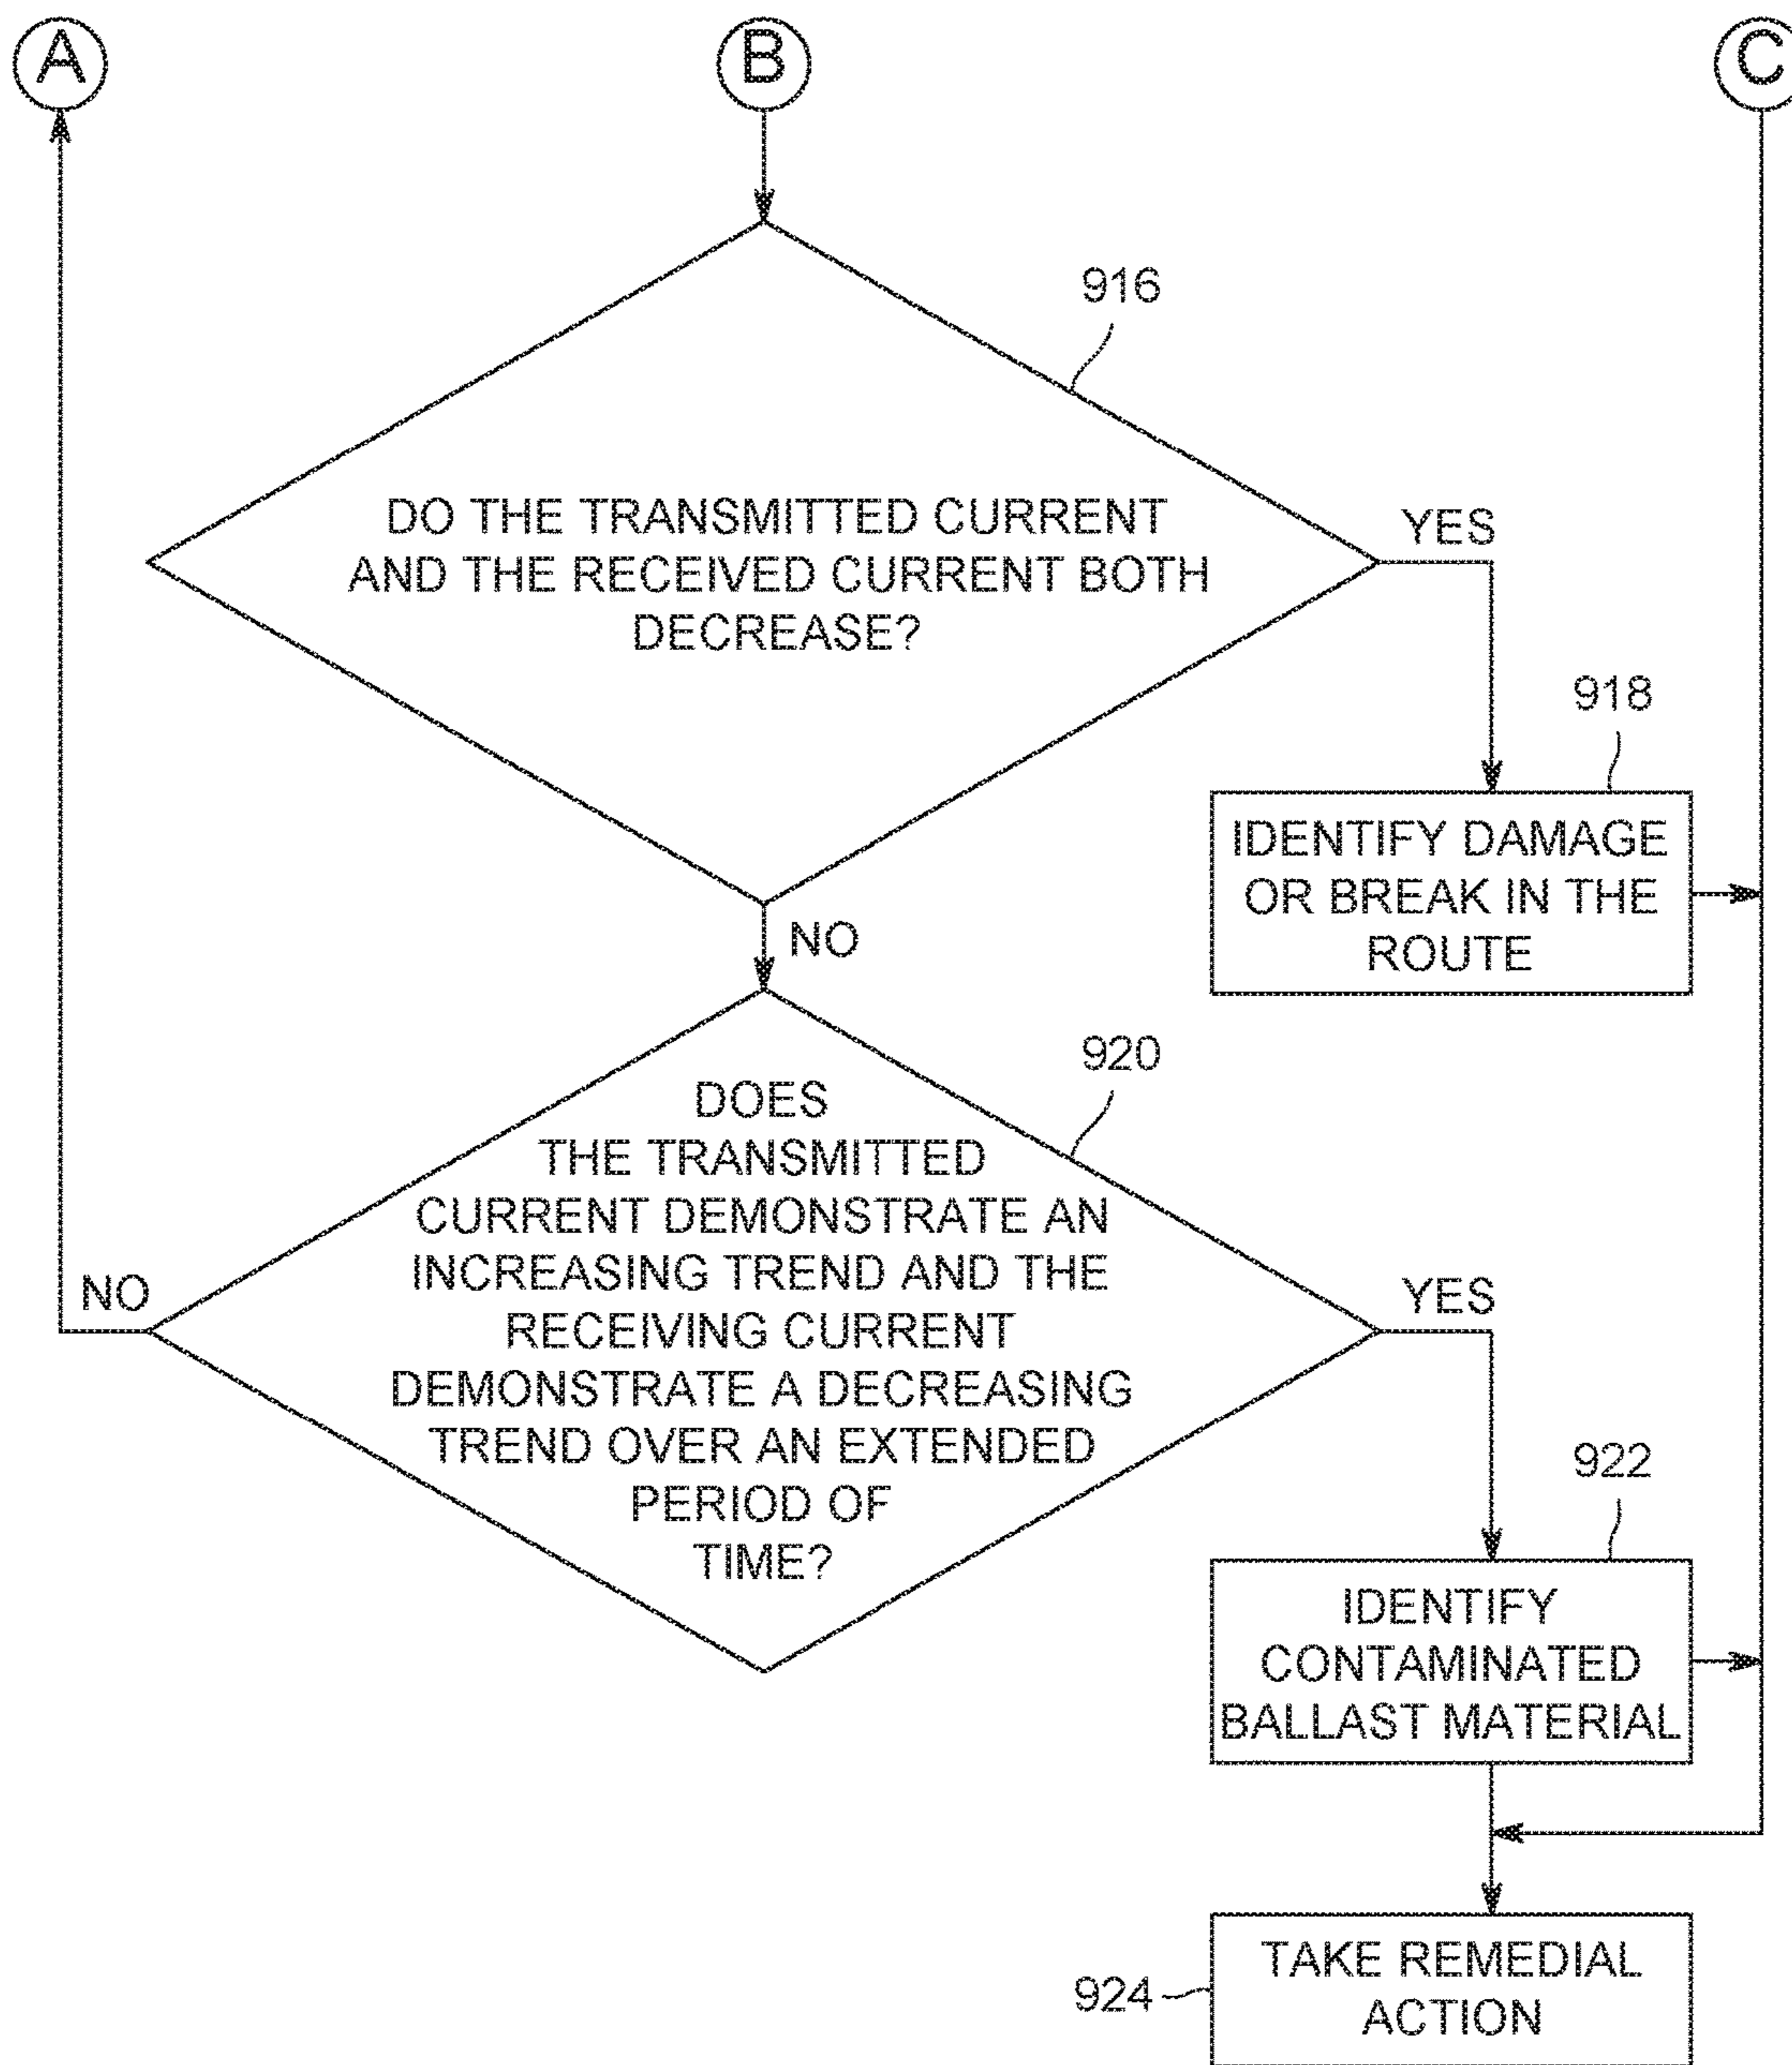 A
B
C
916
DO THE TRANSMITTED CURRENT
AND THE RECEIVED CURRENT BOTH
DECREASE?
YES
918
IDENTIFY DAMAGE
OR BREAK IN THE
ROUTE
NO
920
DOES
THE TRANSMITTED
CURRENT DEMONSTRATE AN
INCREASING TREND AND THE
RECEIVING CURRENT
DEMONSTRATE A DECREASING
TREND OVER AN EXTENDED
PERIOD OF
TIME?
NO
YES
922
IDENTIFY
CONTAMINATED
BALLAST MATERIAL
924
TAKE REMEDIAL
ACTION